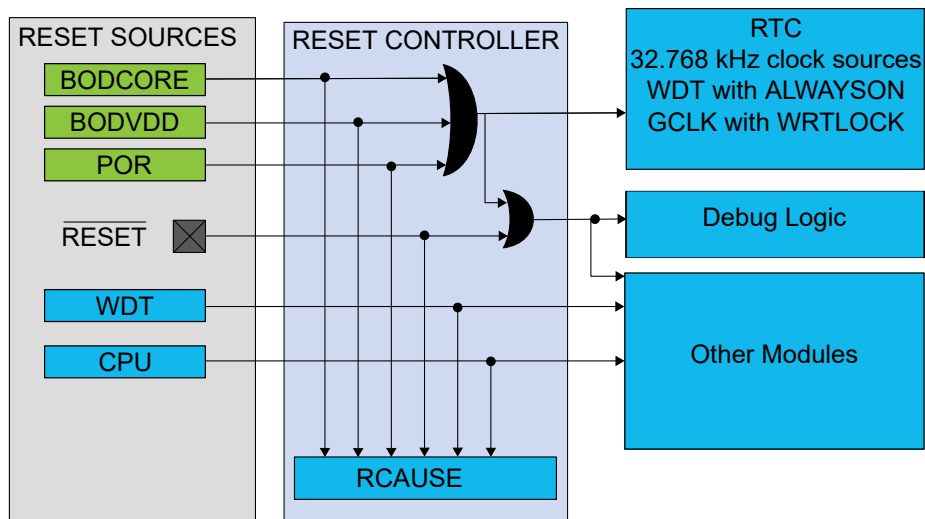 RESET SOURCES
BODCORE
BODVDD
POR
RESET
WDT
CPU
RESET CONTROLLER
RCAUSE
RTC
32.768 kHz clock sources
WDT with ALWAYSON
GCLK with WRTLOCK
Debug Logic
Other Modules